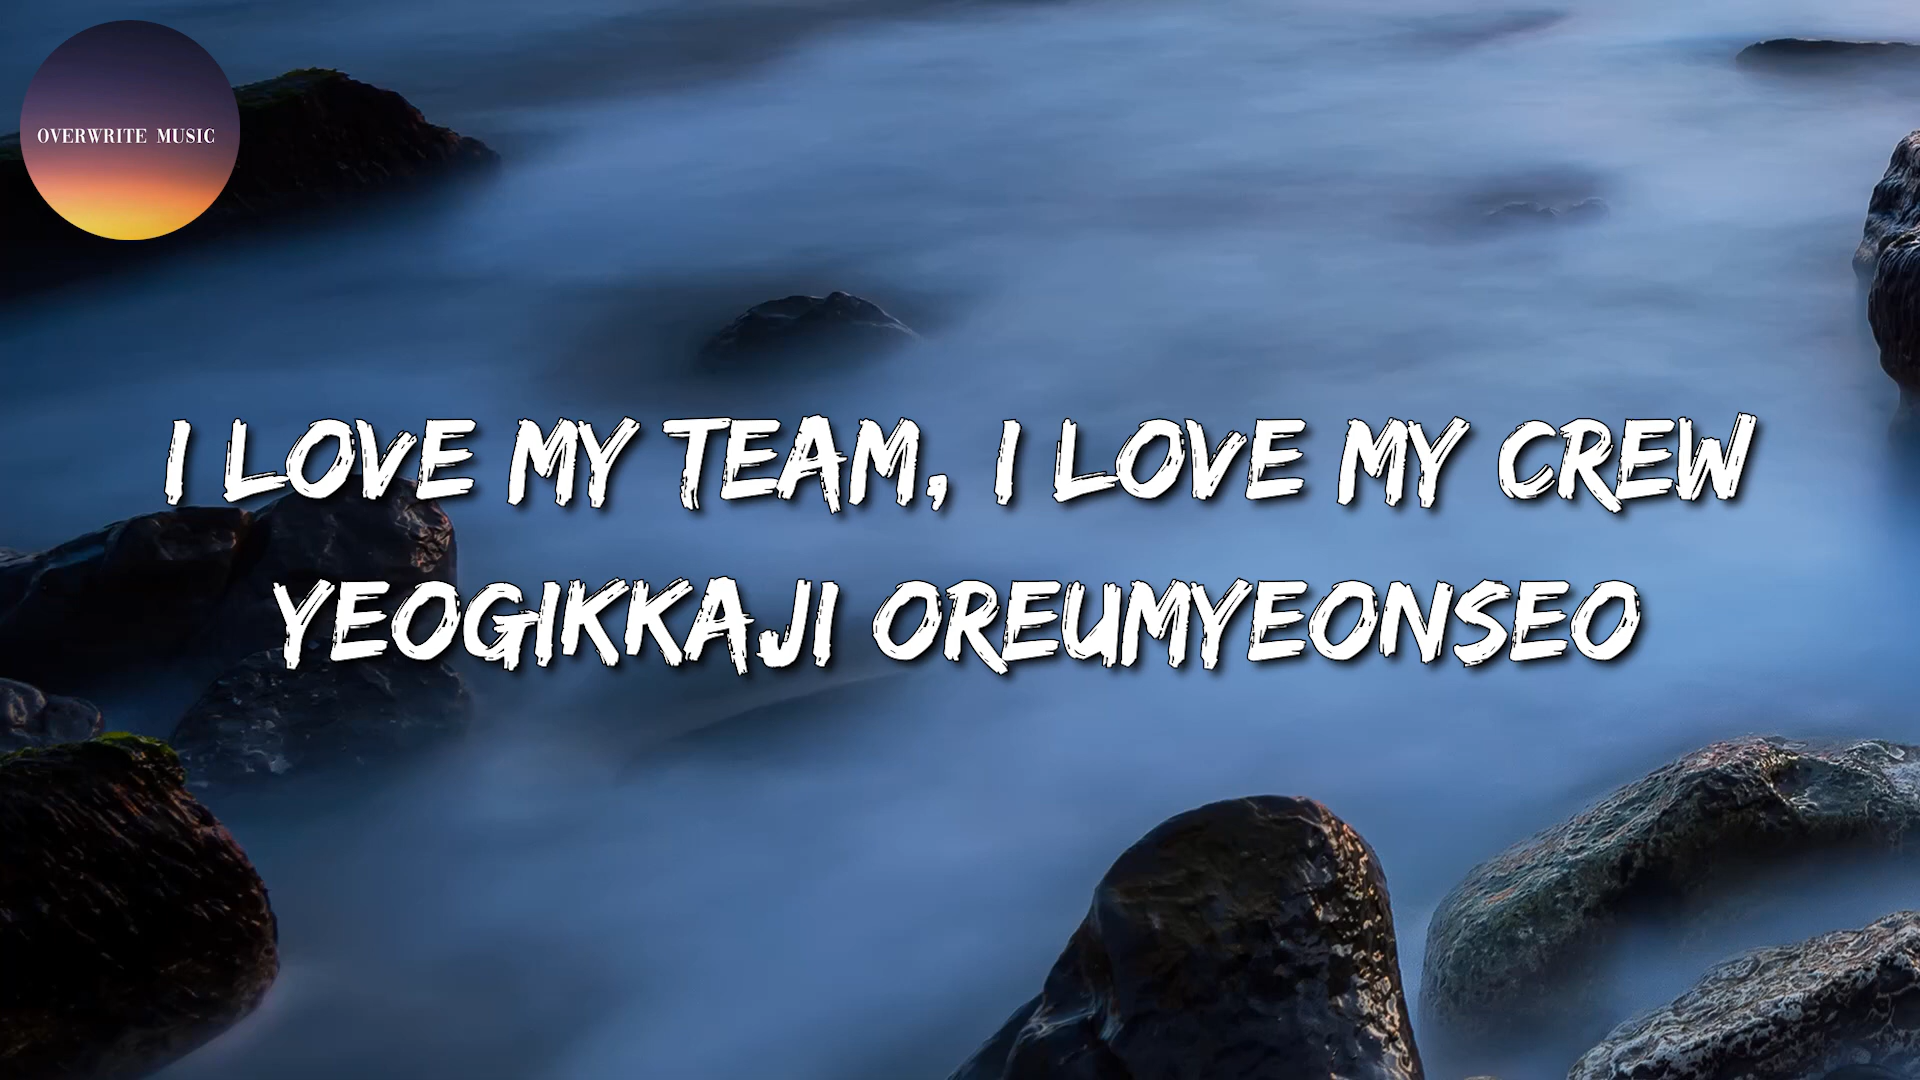 OVERWRITE MUSIC
I LOVE MY TEAM, I LOVE MY CREW
YEOGIKKAJI OREUMYEONSEO